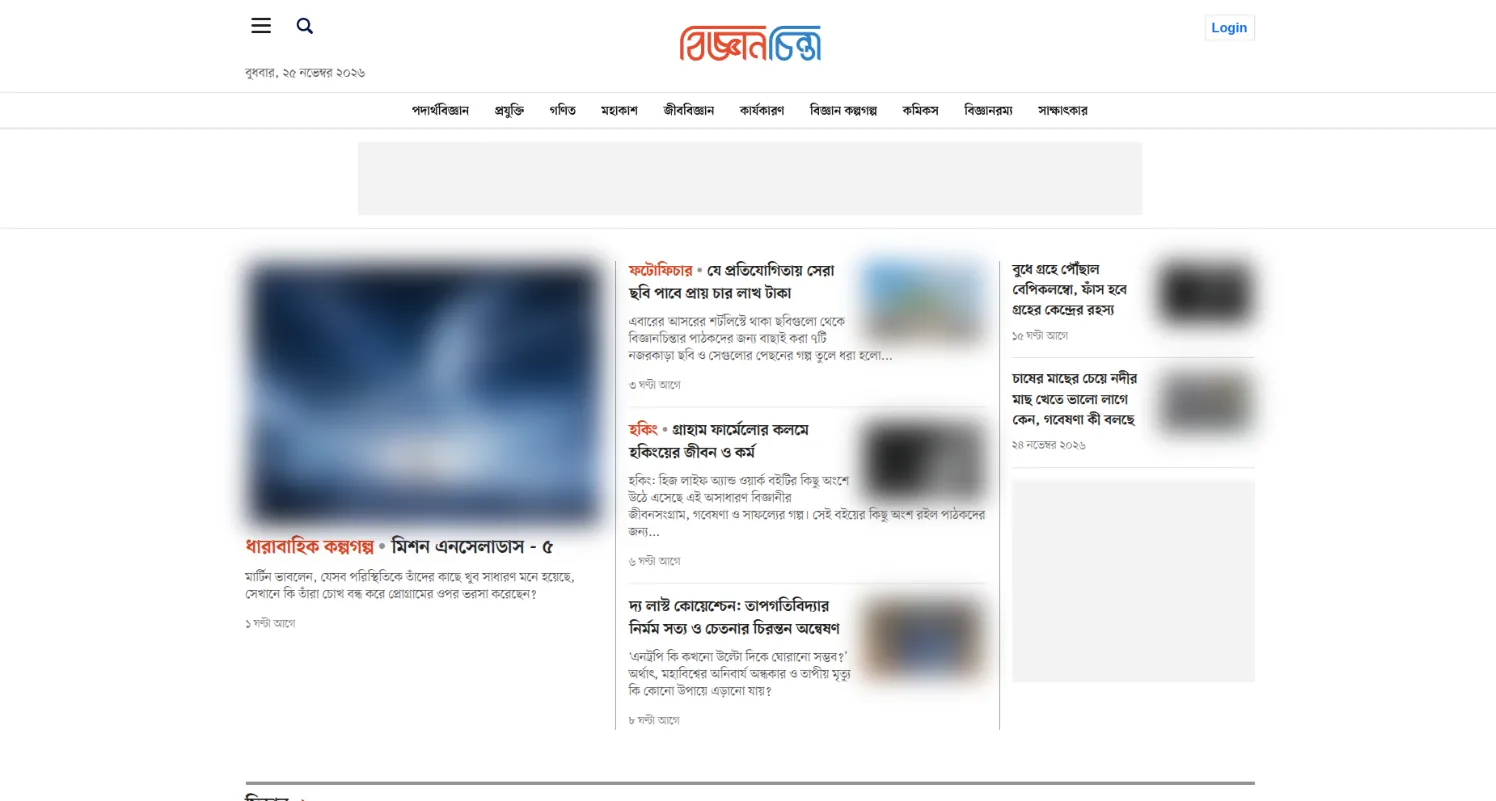 বিজ্ঞানচিন্তা
Login
বুধবার, ২৫ নভেম্বর ২০২৬
পদার্থবিজ্ঞান প্রযুক্তি গণিত মহাকাশ জীববিজ্ঞান কার্যকারণ বিজ্ঞান কল্পগল্প কমিকস বিজ্ঞানরম্য সাক্ষাৎকার
ধারাবাহিক কল্পগল্প • মিশন এনসেলাডাস - ৫
মার্টিন ভাবলেন, যেসব পরিস্থিতিকে তাঁদের কাছে খুব সাধারণ মনে হয়েছে,
সেখানে কি তাঁরা চোখ বন্ধ করে প্রোগ্রামের ওপর ভরসা করেছেন?
১ ঘণ্টা আগে
ফটোফিচার • যে প্রতিযোগিতায় সেরা
ছবি পাবে প্রায় চার লাখ টাকা
এবারের আসরের শর্টলিস্টে থাকা ছবিগুলো থেকে
বিজ্ঞানচিন্তার পাঠকদের জন্য বাছাই করা ৭টি
নজরকাড়া ছবি ও সেগুলোর পেছনের গল্প তুলে ধরা হলো...
৩ ঘণ্টা আগে
হকিং • গ্রাহাম ফার্মেলোর কলমে
হকিংয়ের জীবন ও কর্ম
হকিং: হিজ লাইফ অ্যান্ড ওয়ার্ক বইটির কিছু অংশে
উঠে এসেছে এই অসাধারণ বিজ্ঞানীর
জীবনসংগ্রাম, গবেষণা ও সাফল্যের গল্প। সেই বইয়ের কিছু অংশ রইল পাঠকদের
জন্য...
৬ ঘণ্টা আগে
দ্য লাস্ট কোয়েশ্চেন: তাপগতিবিদ্যার
নির্মম সত্য ও চেতনার চিরন্তন অন্বেষণ
‘এনট্রপি কি কখনো উল্টো দিকে ঘোরানো সম্ভব?’
অর্থাৎ, মহাবিশ্বের অনিবার্য অন্ধকার ও তাপীয় মৃত্যু
কি কোনো উপায়ে এড়ানো যায়?
৮ ঘণ্টা আগে
বুধে গ্রহে পৌঁছাল
বেপিকলম্বো, ফাঁস হবে
গ্রহের কেন্দ্রের রহস্য
১৫ ঘণ্টা আগে
চাষের মাছের চেয়ে নদীর
মাছ খেতে ভালো লাগে
কেন, গবেষণা কী বলছে
২৪ নভেম্বর ২০২৬